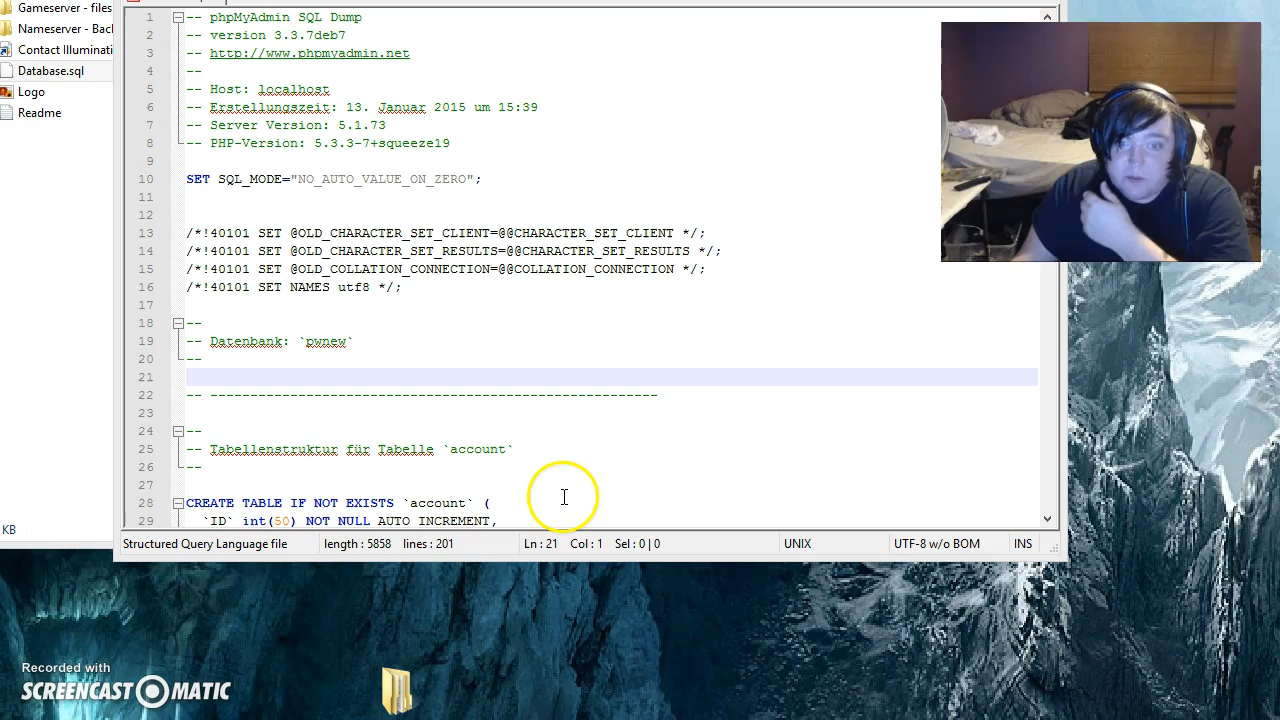 Gameserver - files
Nameserver - Bac
Contact Illuminati
Database.sql
Logo
Readme
KB
1 -- phpMyAdmin SQL Dump
2 -- version 3.3.7deb7
3 -- http://www.phpmyadmin.net
4 --
5 -- Host: localhost
6 -- Erstellungszeit: 13. Januar 2015 um 15:39
7 -- Server Version: 5.1.73
8 -- PHP-Version: 5.3.3-7+squeeze19
9
10 SET SQL_MODE="NO_AUTO_VALUE_ON_ZERO";
11
12
13 /*!40101 SET @OLD_CHARACTER_SET_CLIENT=@@CHARACTER_SET_CLIENT */;
14 /*!40101 SET @OLD_CHARACTER_SET_RESULTS=@@CHARACTER_SET_RESULTS */;
15 /*!40101 SET @OLD_COLLATION_CONNECTION=@@COLLATION_CONNECTION */;
16 /*!40101 SET NAMES utf8 */;
17
18 --
19 -- Datenbank: `pwnew`
20 --
21
22 -- --------------------------------------------------------
23
24 --
25 -- Tabellenstruktur für Tabelle `account`
26 --
27
28 CREATE TABLE IF NOT EXISTS `account` (
29 `ID` int(50) NOT NULL AUTO_INCREMENT,
Structured Query Language file length : 5858 lines : 201 Ln : 21 Col : 1 Sel : 0 | 0 UNIX UTF-8 w/o BOM INS
Recorded with
SCREENCAST-O-MATIC